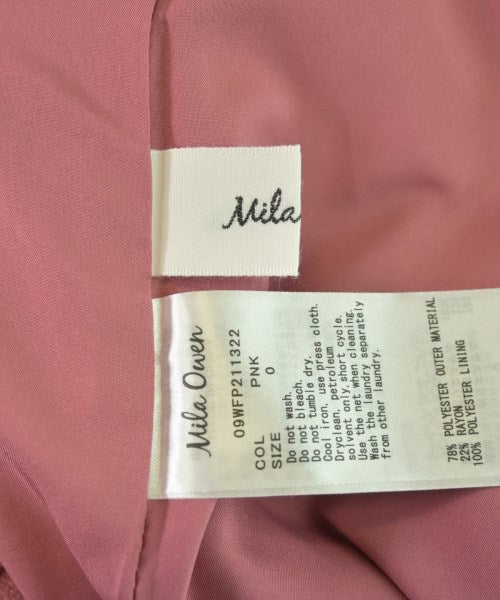 Mila
Mila Owen
09WFP211322
COL PNK
SIZE 0
Do not wash.
Do not bleach.
Do not tumble dry.
Cool iron, use press cloth.
Dryclean, petroleum
solvent only,short cycle.
Use the net when cleaning.
Wash the laundry separately
from other laundry.
78% POLYESTER OUTER MATERIAL
22% RAYON
100% POLYESTER LINING